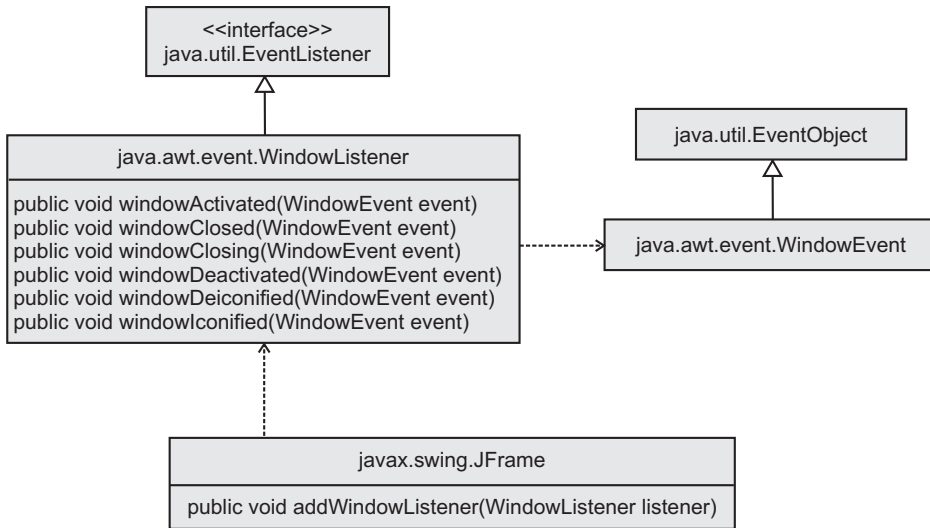 <<interface>>
java.util.EventListener
java.util.EventObject
java.awt.event.WindowListener
public void windowActivated(WindowEvent event)
public void windowClosed(WindowEvent event)
public void windowClosing(WindowEvent event)
public void windowDeactivated(WindowEvent event)
public void windowDeiconified(WindowEvent event)
public void windowIconified(WindowEvent event)
java.awt.event.WindowEvent
javax.swing.JFrame
public void addWindowListener(WindowListener listener)